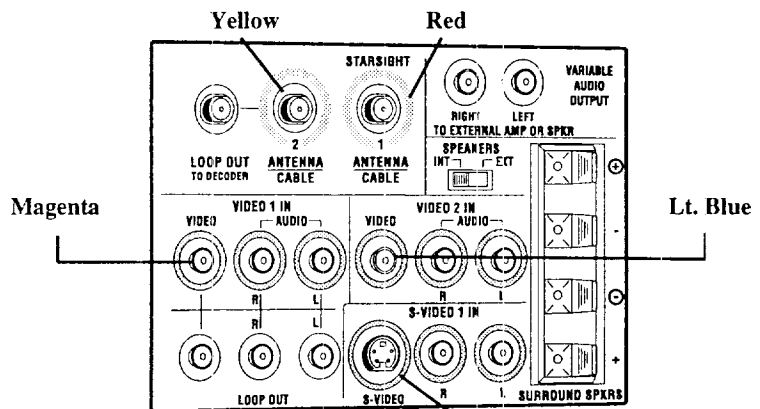 Yellow
Red
STARSIGHT
VARIABLE
AUDIO
OUTPUT
RIGHT
LEFT
TO EXTERNAL AMP OR SPKR
2
1
LOOP OUT
TO DECODER
ANTENNA
CABLE
ANTENNA
CABLE
SPEAKERS
INT
EXT
+
Magenta
VIDEO 1 IN
VIDEO
AUDIO
VIDEO 2 IN
VIDEO
AUDIO
Lt. Blue
-
R
L
R
L
R
L
S-VIDEO 1 IN
-
+
LOOP OUT
S-VIDEO
R
L
SURROUND SPKRS